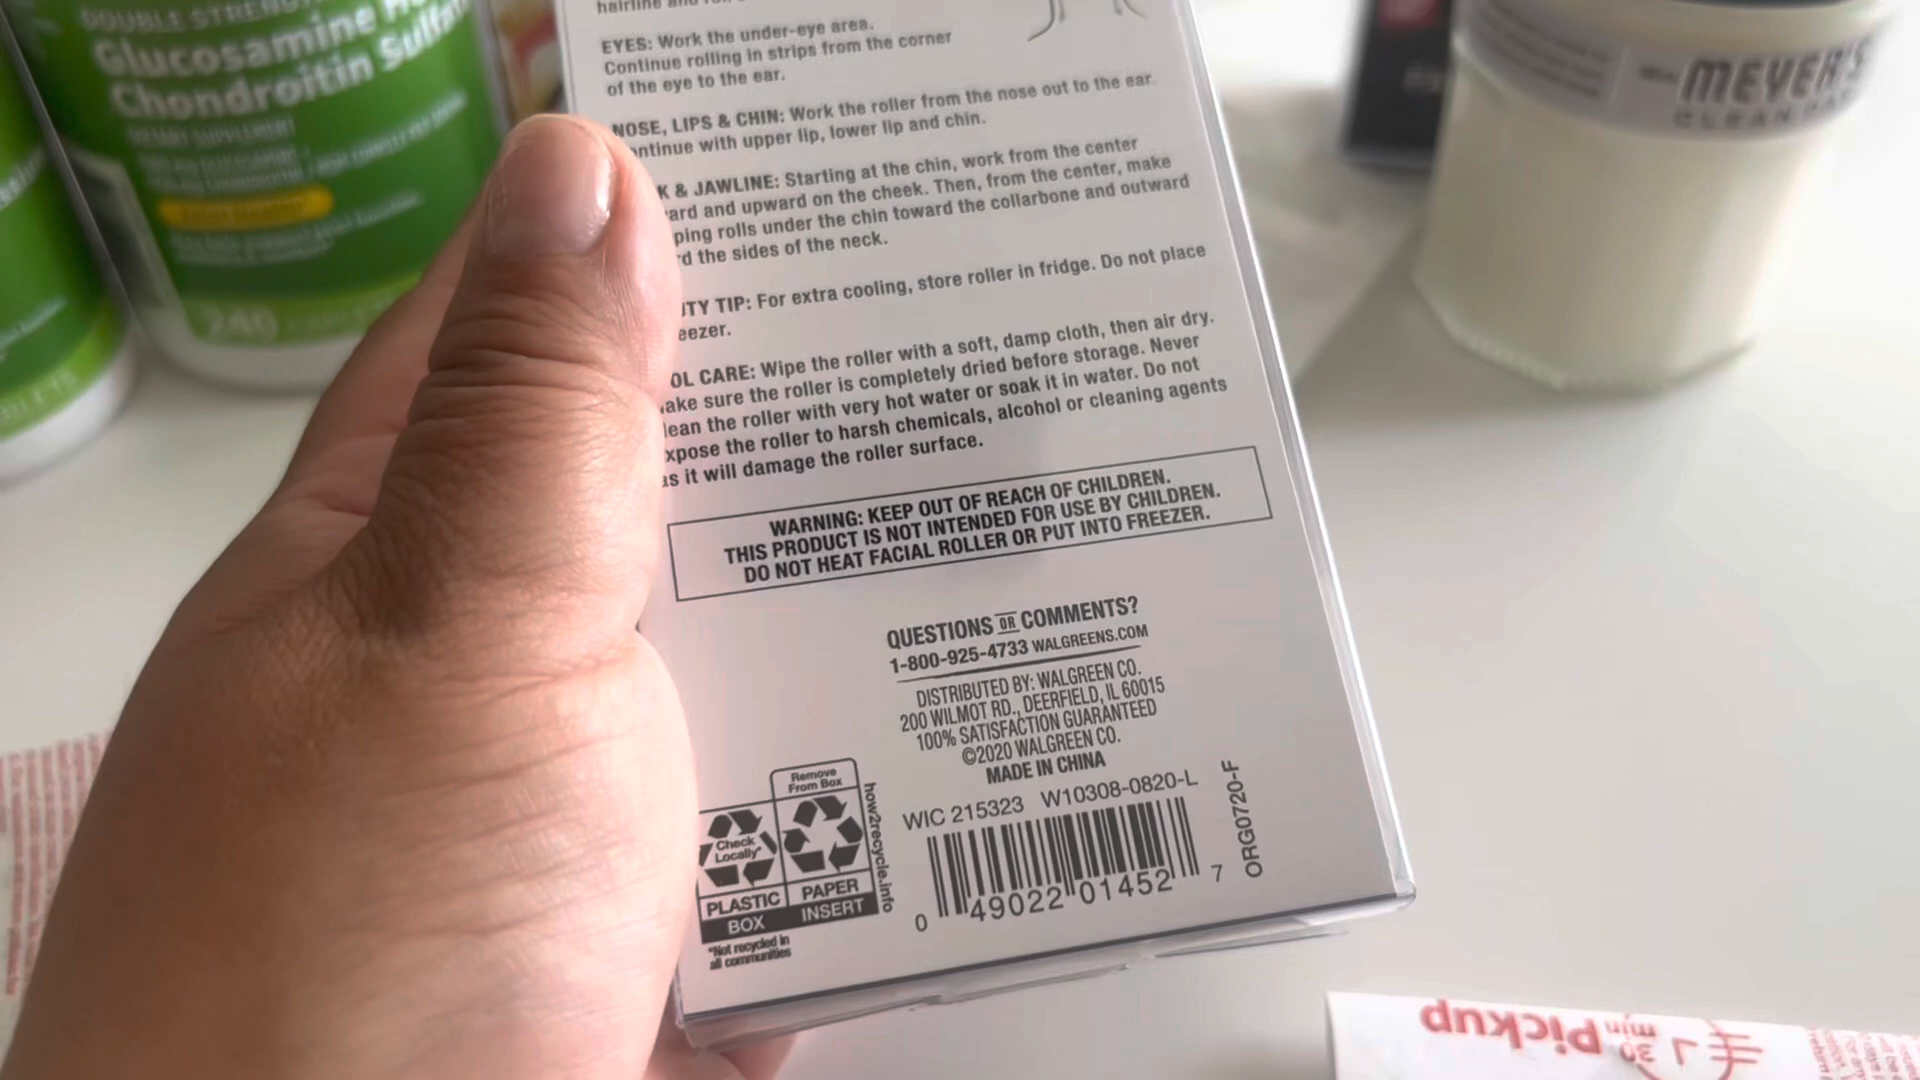 DOUBLE STRENGTH
Glucosamine
Chondroitin Sulfate
DIETARY SUPPLEMENT
240
hairline and
EYES: Work the under-eye area.
Continue rolling in strips from the corner
of the eye to the ear.
NOSE, LIPS & CHIN: Work the roller from the nose out to the ear.
ntinue with upper lip, lower lip and chin.
K & JAWLINE: Starting at the chin, work from the center
ard and upward on the cheek. Then, from the center, make
ping rolls under the chin toward the collarbone and outward
d the sides of the neck.
TY TIP: For extra cooling, store roller in fridge. Do not place
eezer.
OL CARE: Wipe the roller with a soft, damp cloth, then air dry.
ake sure the roller is completely dried before storage. Never
lean the roller with very hot water or soak it in water. Do not
xpose the roller to harsh chemicals, alcohol or cleaning agents
as it will damage the roller surface.
WARNING: KEEP OUT OF REACH OF CHILDREN.
THIS PRODUCT IS NOT INTENDED FOR USE BY CHILDREN.
DO NOT HEAT FACIAL ROLLER OR PUT INTO FREEZER.
QUESTIONS OR COMMENTS?
1-800-925-4733 WALGREENS.COM
DISTRIBUTED BY: WALGREEN CO.
200 WILMOT RD., DEERFIELD, IL 60015
100% SATISFACTION GUARANTEED
©2020 WALGREEN CO.
MADE IN CHINA
WIC 215323 W10308-0820-L
ORG0720-F
0 49022 01452 7
Remove
From Box
Check
Locally*
PLASTIC PAPER
BOX INSERT
*Not recycled in
all communities
how2recycle.info
MEYER'S
CLEAN DAY
30 min Pickup